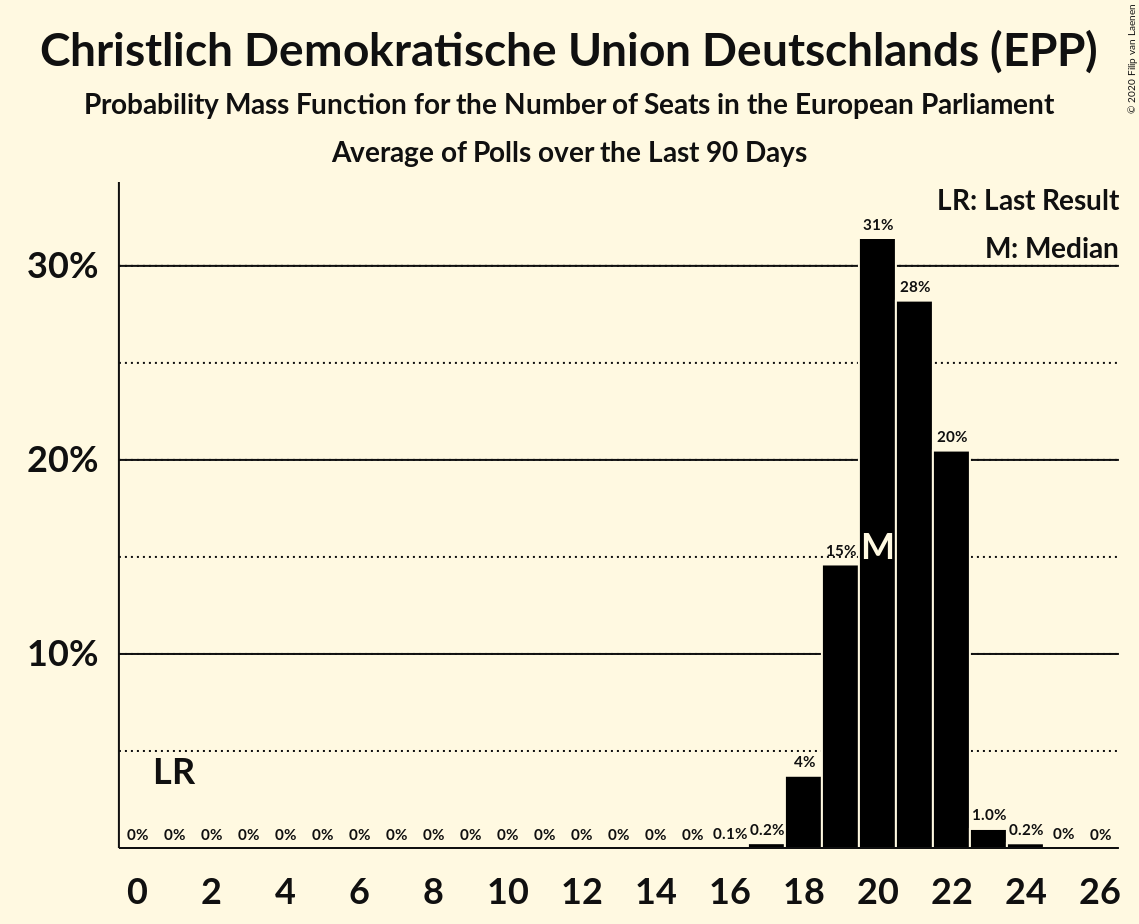 Christlich Demokratische Union Deutschlands (EPP)
Probability Mass Function for the Number of Seats in the European Parliament
Average of Polls over the Last 90 Days
© 2020 Filip van Laenen
LR: Last Result
M: Median
30%
20%
10%
31%
28%
20%
15%
M
4%
LR
0% 0% 0% 0% 0% 0% 0% 0% 0% 0% 0% 0% 0% 0% 0% 0% 0.1% 0.2% 1.0% 0.2% 0% 0%
0 2 4 6 8 10 12 14 16 18 20 22 24 26